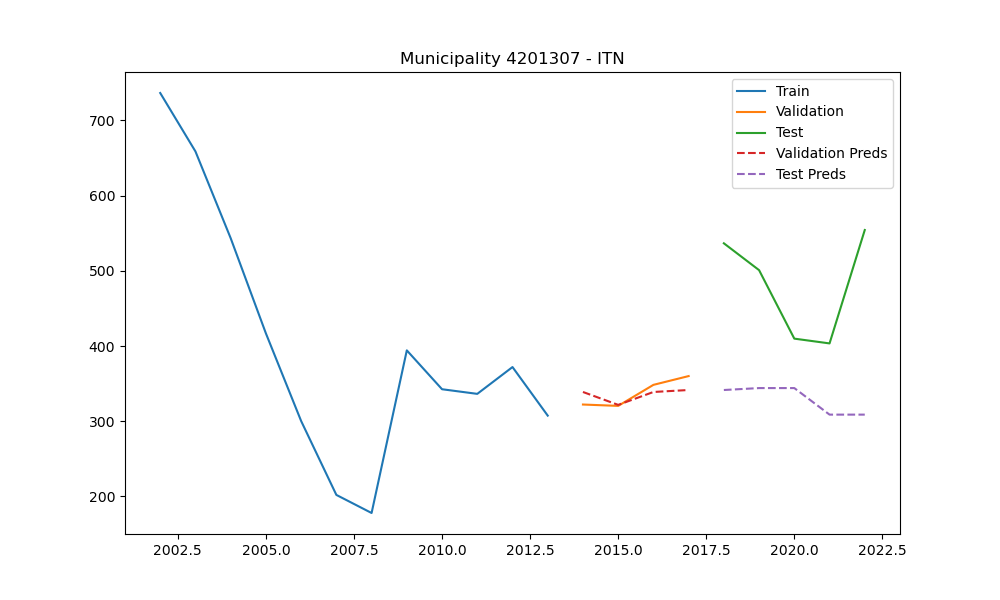 Municipality 4201307 - ITN
Train
Validation
Test
Validation Preds
Test Preds
700
600
500
400
300
200
2002.5 2005.0 2007.5 2010.0 2012.5 2015.0 2017.5 2020.0 2022.5